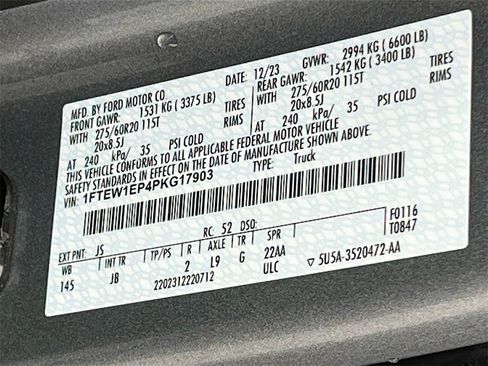 MFD. BY FORD MOTOR CO.
DATE: 12/23
GVWR: 2994 KG ( 6600 LB)
FRONT GAWR: 1531 KG ( 3375 LB)
REAR GAWR: 1542 KG ( 3400 LB)
WITH 275/60R20 115T TIRES
WITH 275/60R20 115T TIRES
20x8.5J RIMS
20x8.5J RIMS
AT 240 kPa/ 35 PSI COLD
AT 240 kPa/ 35 PSI COLD
THIS VEHICLE CONFORMS TO ALL APPLICABLE FEDERAL MOTOR VEHICLE
SAFETY STANDARDS IN EFFECT ON THE DATE OF MANUFACTURE SHOWN ABOVE.
VIN: 1FTEW1EP4PKG17903
TYPE: Truck
EXT PNT: JS RC: 52 DSO:
WB INT TR TP/PS R AXLE TR SPR
145 JB 2 L9 G 22AA
2202312220712 ULC
F0116
T0847
▽ 5U5A-3520472-AA